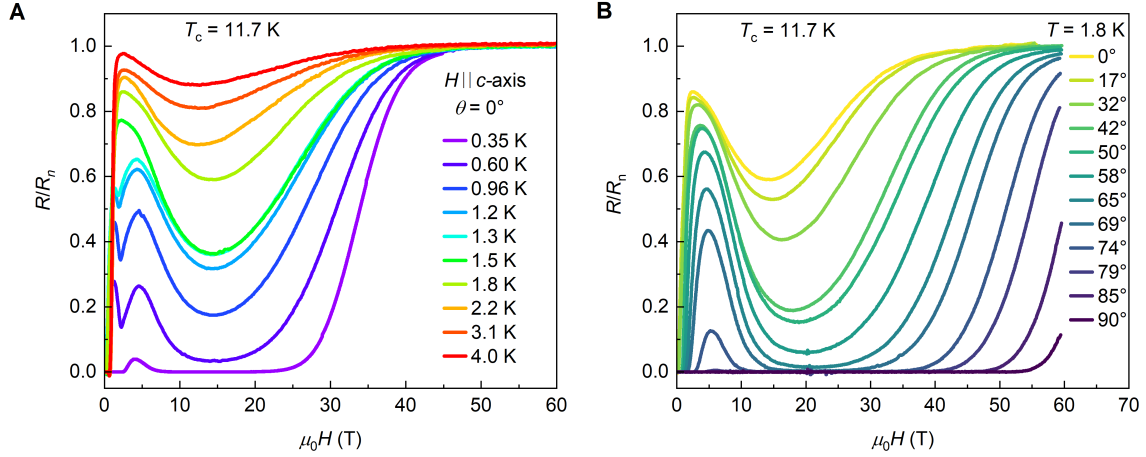 A
T_c = 11.7 K
H||c-axis
θ = 0°
0.35 K
0.60 K
0.96 K
1.2 K
1.3 K
1.5 K
1.8 K
2.2 K
3.1 K
4.0 K
R/R_n
1.0
0.8
0.6
0.4
0.2
0.0
0 10 20 30 40 50 60
μ₀H (T)
B
T_c = 11.7 K T = 1.8 K
0°
17°
32°
42°
50°
58°
65°
69°
74°
79°
85°
90°
R/R_n
1.0
0.8
0.6
0.4
0.2
0.0
0 10 20 30 40 50 60 70
μ₀H (T)